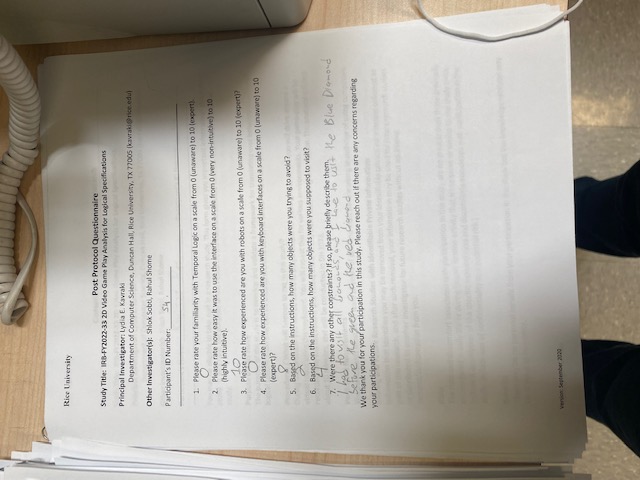 Rice University
Post Protocol Questionnaire
Study Title: IRB-FY2022-33 2D Video Game Play Analysis for Logical Specifications
Principal Investigator: Lydia E. Kavraki
Department of Computer Science, Duncan Hall, Rice University, TX 77005 (kavraki@rice.edu)
Other Investigator(s): Shlok Sobti, Rahul Shome
Participant's ID Number: 54.
1. Please rate your familiarity with Temporal Logic on a scale from 0 (unaware) to 10 (expert).
0
2. Please rate how easy it was to use the interface on a scale from 0 (very non-intuitive) to 10
(highly intuitive).
10
3. Please rate how experienced are you with robots on a scale from 0 (unaware) to 10 (expert)?
0
4. Please rate how experienced are you with keyboard interfaces on a scale from 0 (unaware) to 10
(expert)?
8
5. Based on the instructions, how many objects were you trying to avoid?
2
6. Based on the instructions, how many objects were you supposed to visit?
4
7. Were there any other constraints? If so, please briefly describe them.
I had to visit all diamonds, and I have to visit the Blue Diamond
before the green and the red diamond
We thank you for your participation in this study. Please reach out if there are any concerns regarding
your participations.
Version: September 2020